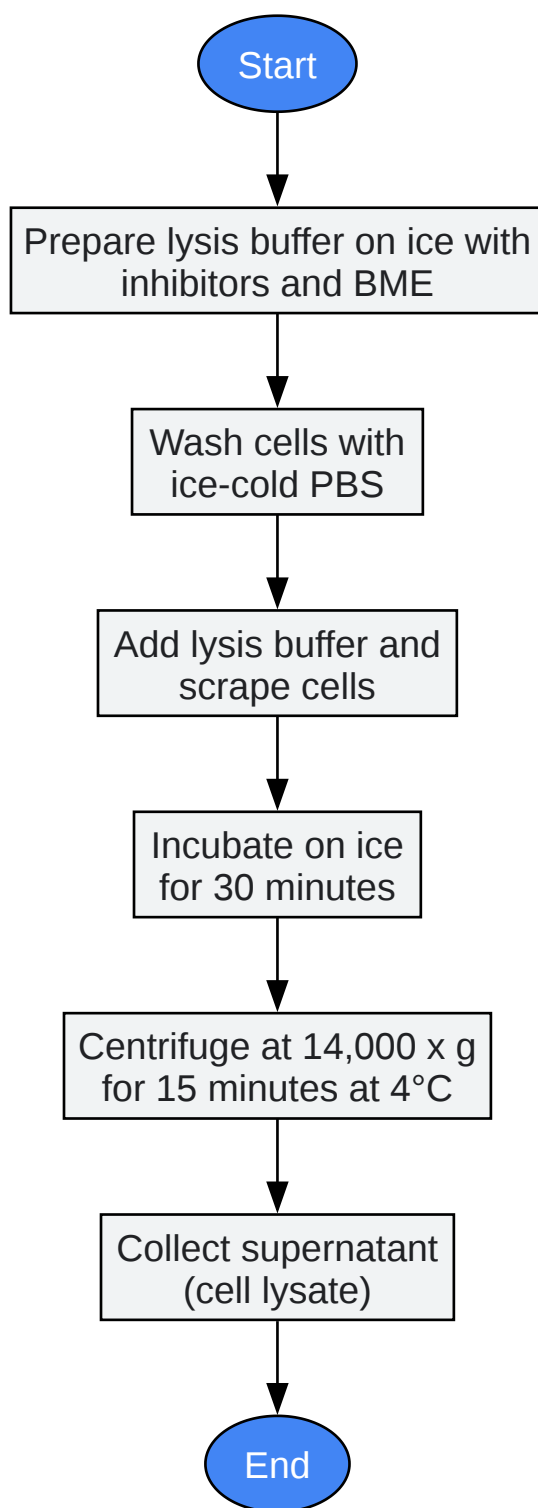 Start
Prepare lysis buffer on ice with
inhibitors and BME
Wash cells with
ice-cold PBS
Add lysis buffer and
scrape cells
Incubate on ice
for 30 minutes
Centrifuge at 14,000 x g
for 15 minutes at 4°C
Collect supernatant
(cell lysate)
End